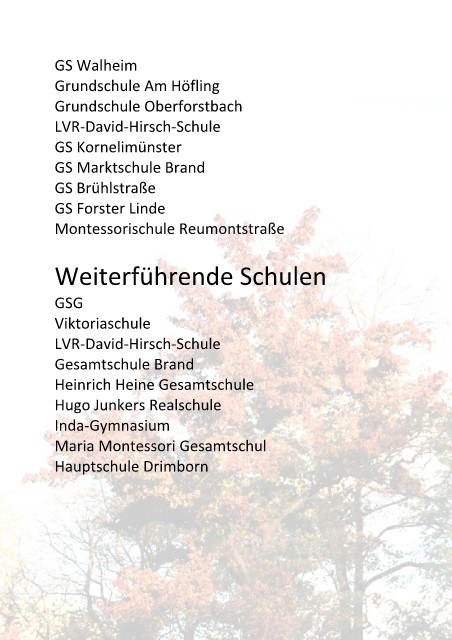 GS Walheim
Grundschule Am Höfling
Grundschule Oberforstbach
LVR-David-Hirsch-Schule
GS Kornelimünster
GS Marktschule Brand
GS Brühlstraße
GS Forster Linde
Montessorischule Reumontstraße
Weiterführende Schulen
GSG
Viktoriaschule
LVR-David-Hirsch-Schule
Gesamtschule Brand
Heinrich Heine Gesamtschule
Hugo Junkers Realschule
Inda-Gymnasium
Maria Montessori Gesamtschul
Hauptschule Drimborn